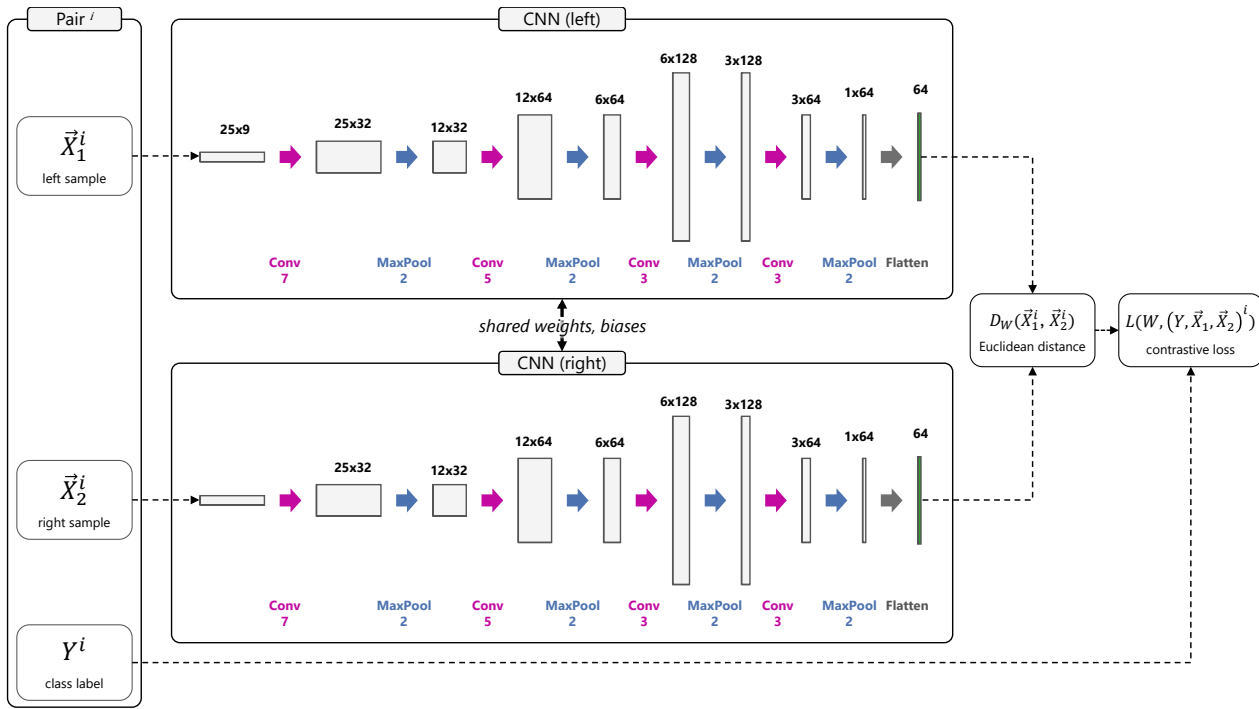 Pair i
CNN (left)
6x128 3x128
12x64 6x64 3x64 1x64 64
25x9 25x32 12x32
X⃗₁ⁱ
left sample
Conv MaxPool Conv MaxPool Conv MaxPool Conv MaxPool Flatten
7 2 5 2 3 2 3 2
shared weights, biases
D_W(X⃗₁ⁱ, X⃗₂ⁱ)
Euclidean distance
L(W, (Y, X⃗₁, X⃗₂)ⁱ)
contrastive loss
CNN (right)
6x128 3x128
12x64 6x64 3x64 1x64 64
25x32 12x32
X⃗₂ⁱ
right sample
Conv MaxPool Conv MaxPool Conv MaxPool Conv MaxPool Flatten
7 2 5 2 3 2 3 2
Yⁱ
class label